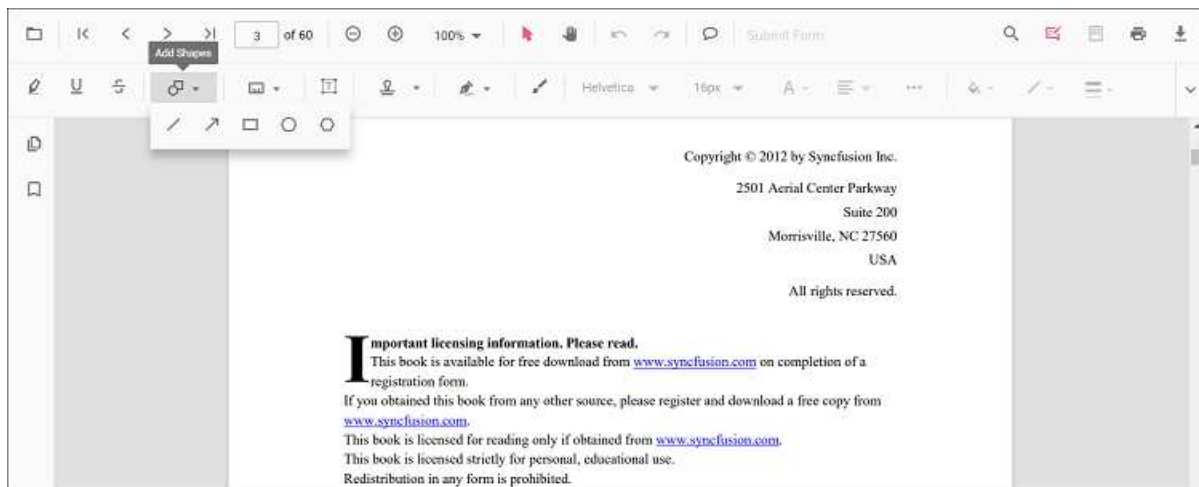 3 of 60 100% Submit Form
Add Shapes
Helvetica 16px A
Copyright © 2012 by Syncfusion Inc.
2501 Aerial Center Parkway
Suite 200
Morrisville, NC 27560
USA
All rights reserved.
Important licensing information. Please read.
This book is available for free download from www.syncfusion.com on completion of a
registration form.
If you obtained this book from any other source, please register and download a free copy from
www.syncfusion.com.
This book is licensed for reading only if obtained from www.syncfusion.com.
This book is licensed strictly for personal, educational use.
Redistribution in any form is prohibited.